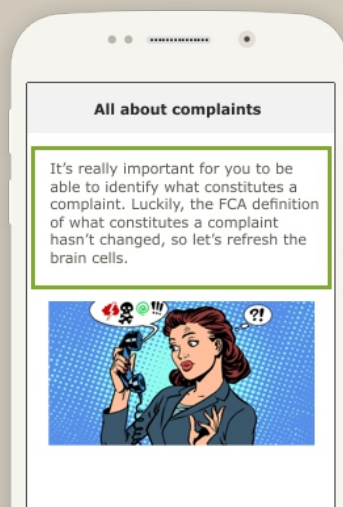 All about complaints
It's really important for you to be
able to identify what constitutes a
complaint. Luckily, the FCA definition
of what constitutes a complaint
hasn't changed, so let's refresh the
brain cells.
!!!
?!